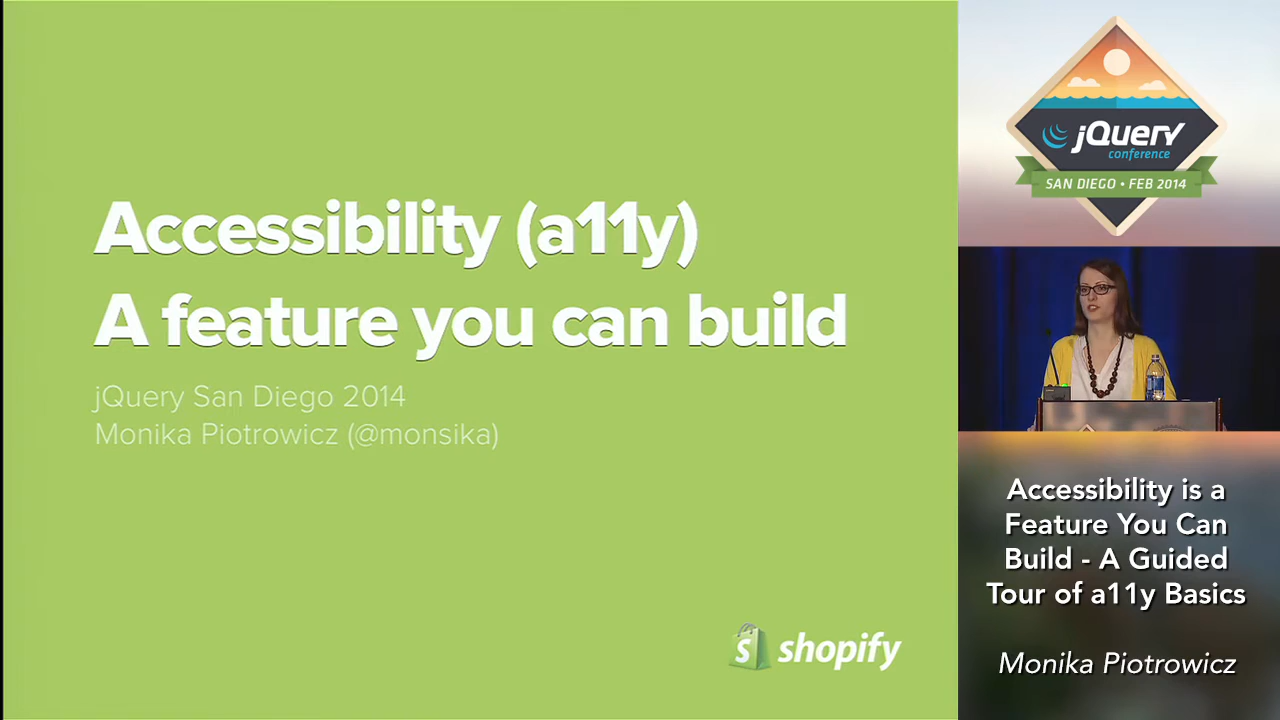 Accessibility (a11y)
A feature you can build
jQuery San Diego 2014
Monika Piotrowicz (@monsika)
shopify
jQuery
conference
SAN DIEGO • FEB 2014
Accessibility is a
Feature You Can
Build - A Guided
Tour of a11y Basics
Monika Piotrowicz